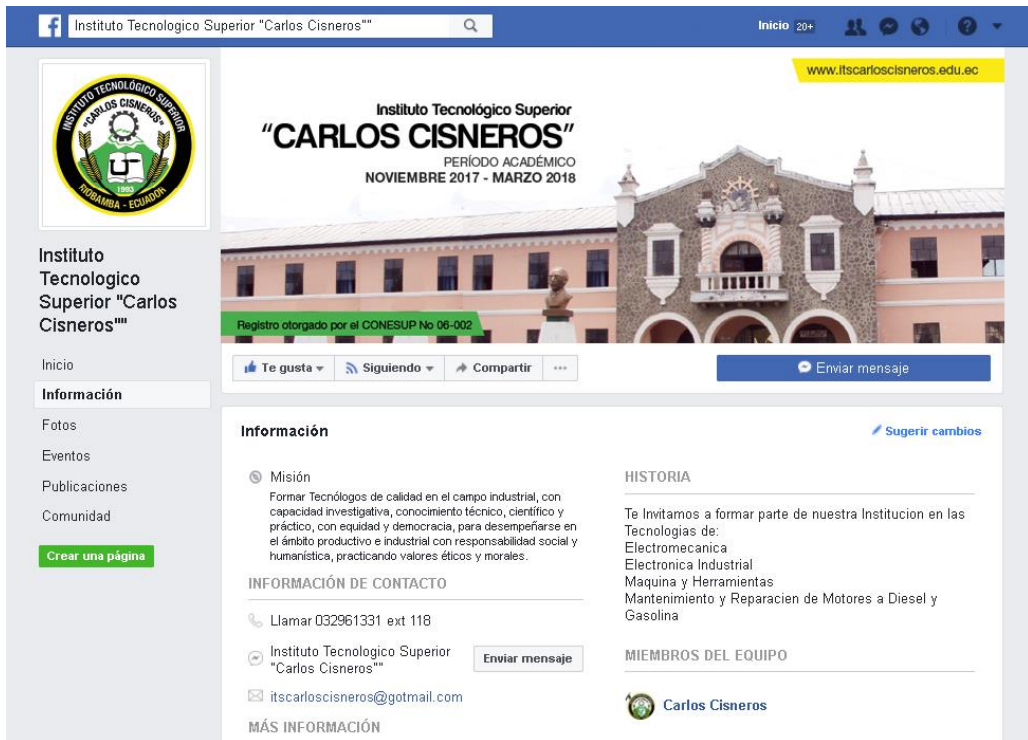 Instituto Tecnologico Superior "Carlos Cisneros""
Inicio 20+
INSTITUTO TECNOLÓGICO SUPERIOR
"CARLOS CISNEROS"
1993
RIOBAMBA - ECUADOR
www.itscarloscisneros.edu.ec
Instituto Tecnológico Superior
"CARLOS CISNEROS"
PERÍODO ACADÉMICO
NOVIEMBRE 2017 - MARZO 2018
Registro otorgado por el CONESUP No 06-002
Instituto
Tecnologico
Superior "Carlos
Cisneros""
Inicio
Información
Fotos
Eventos
Publicaciones
Comunidad
Crear una página
Te gusta
Siguiendo
Compartir
Enviar mensaje
Información
Sugerir cambios
Misión
Formar Tecnólogos de calidad en el campo industrial, con
capacidad investigativa, conocimiento técnico, científico y
práctico, con equidad y democracia, para desempeñarse en
el ámbito productivo e industrial con responsabilidad social y
humanística, practicando valores éticos y morales.
INFORMACIÓN DE CONTACTO
Llamar 032961331 ext 118
Instituto Tecnologico Superior
"Carlos Cisneros""
Enviar mensaje
itscarloscisneros@gotmail.com
MÁS INFORMACIÓN
HISTORIA
Te Invitamos a formar parte de nuestra Institucion en las
Tecnologias de:
Electromecanica
Electronica Industrial
Maquina y Herramientas
Mantenimiento y Reparacien de Motores a Diesel y
Gasolina
MIEMBROS DEL EQUIPO
Carlos Cisneros